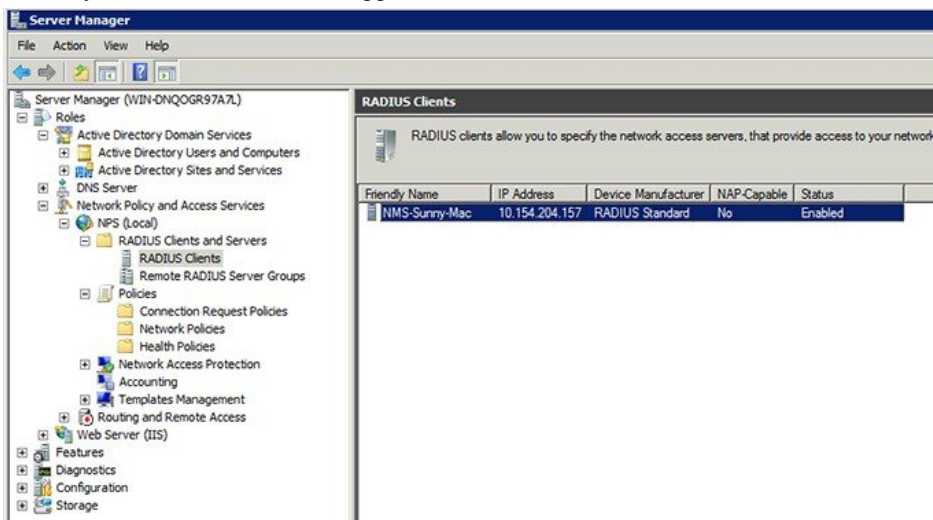 Server Manager
File Action View Help
Server Manager (WIN-DNQOGR97A7L)
Roles
Active Directory Domain Services
Active Directory Users and Computers
Active Directory Sites and Services
DNS Server
Network Policy and Access Services
NPS (Local)
RADIUS Clients and Servers
RADIUS Clients
Remote RADIUS Server Groups
Policies
Connection Request Policies
Network Policies
Health Policies
Network Access Protection
Accounting
Templates Management
Routing and Remote Access
Web Server (IIS)
Features
Diagnostics
Configuration
Storage
RADIUS Clients
RADIUS clients allow you to specify the network access servers, that provide access to your network
Friendly Name IP Address Device Manufacturer NAP-Capable Status
NMS-Sunny-Mac 10.154.204.157 RADIUS Standard No Enabled